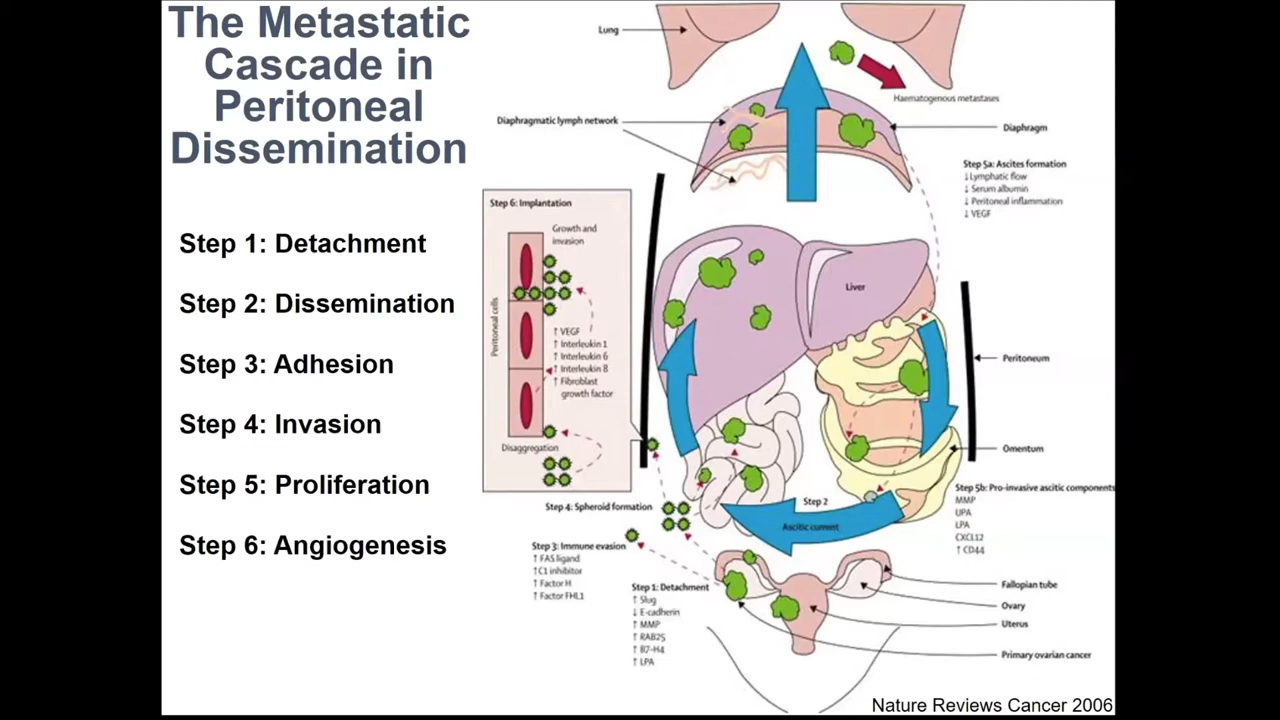 The Metastatic
Cascade in
Peritoneal
Dissemination
Step 1: Detachment
Step 2: Dissemination
Step 3: Adhesion
Step 4: Invasion
Step 5: Proliferation
Step 6: Angiogenesis
Lung
Haematogenous metastases
Diaphragmatic lymph network
Diaphragm
Step 5a: Ascites formation
↓ Lymphatic flow
↓ Serum albumin
↓ Peritoneal inflammation
↓ VEGF
Step 6: Implantation
Growth and
invasion
Peritoneal cells
↑ VEGF
↑ Interleukin 1
↑ Interleukin 6
↑ Interleukin 8
↑ Fibroblast
growth factor
Disaggregation
Liver
Peritoneum
Omentum
Step 5b: Pro-invasive ascitic components
MMP
UPA
LPA
CXCL12
↑ CD44
Step 2
Ascitic current
Step 4: Spheroid formation
Step 3: Immune evasion
↑ FAS ligand
↑ C1 inhibitor
↑ Factor H
↑ Factor FHL1
Step 1: Detachment
↑ Slug
↓ E-cadherin
↑ MMP
↑ RAB25
↑ B7-H4
↑ LPA
Fallopian tube
Ovary
Uterus
Primary ovarian cancer
Nature Reviews Cancer 2006